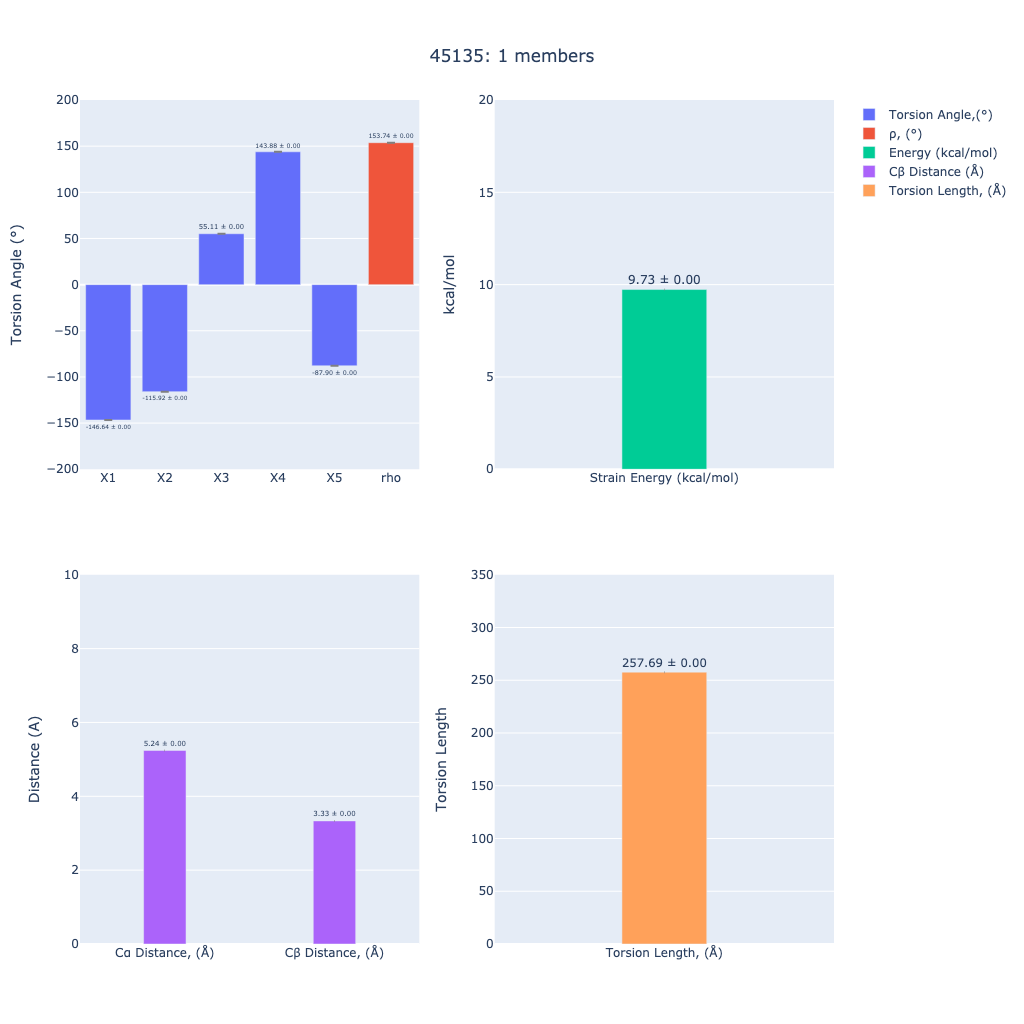 45135: 1 members
Torsion Angle (°)
200
150
100
50
0
−50
−100
−150
−200
-146.64 ± 0.00
-115.92 ± 0.00
55.11 ± 0.00
143.88 ± 0.00
-87.90 ± 0.00
153.74 ± 0.00
X1 X2 X3 X4 X5 rho
kcal/mol
20
15
10
5
0
9.73 ± 0.00
Strain Energy (kcal/mol)
Torsion Angle,(°)
ρ, (°)
Energy (kcal/mol)
Cβ Distance (Å)
Torsion Length, (Å)
Distance (A)
10
8
6
4
2
0
5.24 ± 0.00
3.33 ± 0.00
Cα Distance, (Å) Cβ Distance, (Å)
Torsion Length
350
300
250
200
150
100
50
0
257.69 ± 0.00
Torsion Length, (Å)